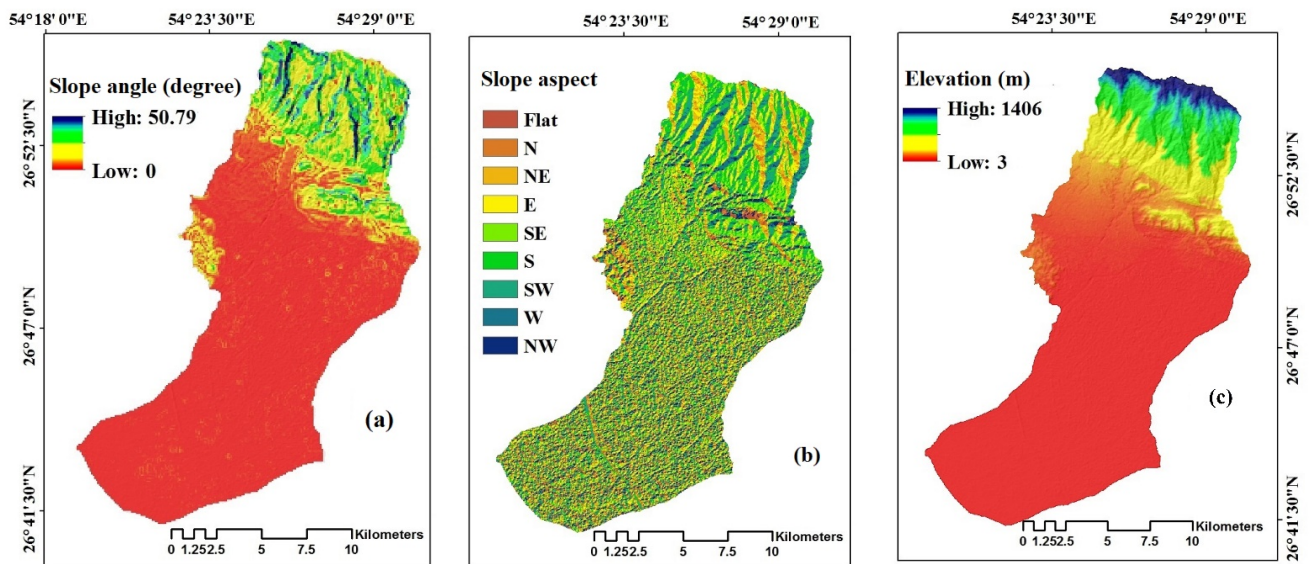 54°18'0"E
54°23'30"E
54°29'0"E
26°52'30"N
26°47'0"N
26°41'30"N
Slope angle (degree)
High: 50.79
Low: 0
(a)
Kilometers
0 1.25 2.5 5 7.5 10
54°23'30"E
54°29'0"E
Slope aspect
Flat
N
NE
E
SE
S
SW
W
NW
(b)
Kilometers
0 1.25 2.5 5 7.5 10
54°23'30"E
54°29'0"E
Elevation (m)
High: 1406
Low: 3
(c)
26°52'30"N
26°47'0"N
26°41'30"N
Kilometers
0 1.25 2.5 5 7.5 10